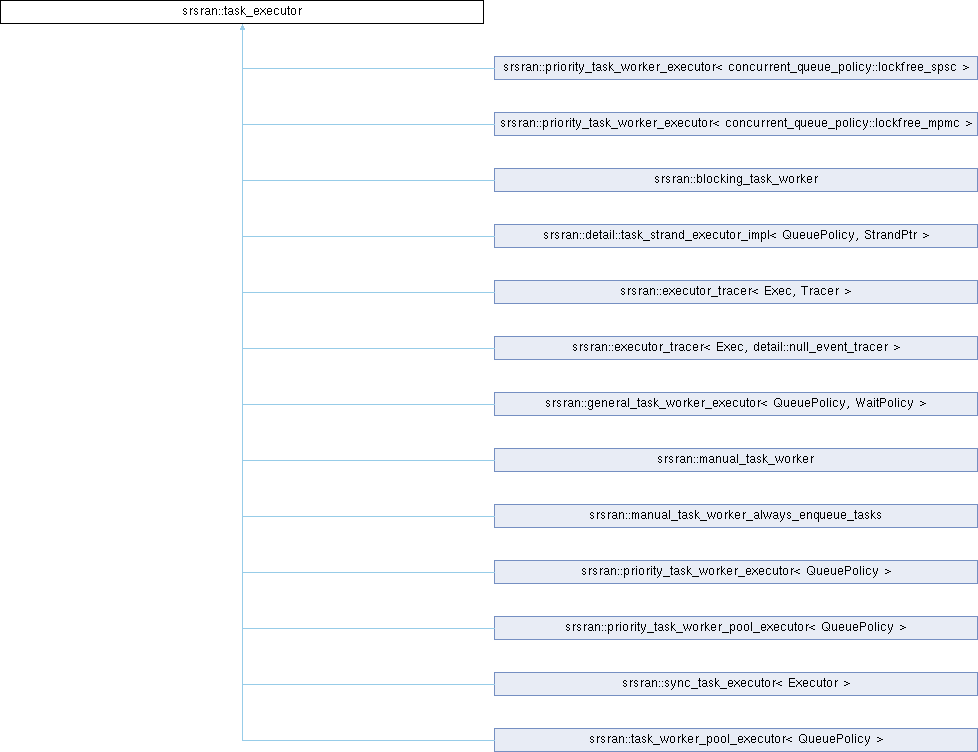 srsran::task_executor
srsran::priority_task_worker_executor< concurrent_queue_policy::lockfree_spsc >
srsran::priority_task_worker_executor< concurrent_queue_policy::lockfree_mpmc >
srsran::blocking_task_worker
srsran::detail::task_strand_executor_impl< QueuePolicy, StrandPtr >
srsran::executor_tracer< Exec, Tracer >
srsran::executor_tracer< Exec, detail::null_event_tracer >
srsran::general_task_worker_executor< QueuePolicy, WaitPolicy >
srsran::manual_task_worker
srsran::manual_task_worker_always_enqueue_tasks
srsran::priority_task_worker_executor< QueuePolicy >
srsran::priority_task_worker_pool_executor< QueuePolicy >
srsran::sync_task_executor< Executor >
srsran::task_worker_pool_executor< QueuePolicy >